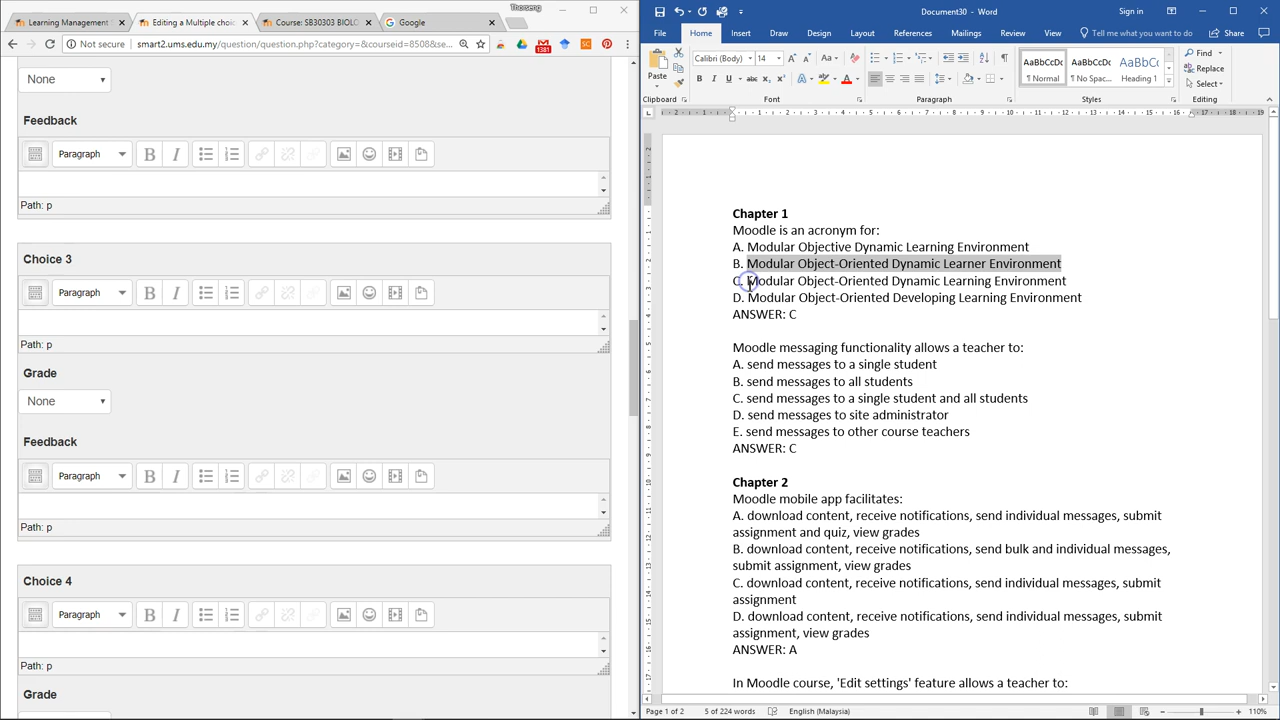 Thorserg
Learning Management
Editing a Multiple choic
Course: SB30303 BIOL
Google
Not secure
smart2.ums.edu.my/question/question.php?categ
courseid=8508&se...
1381
None
Feedback
Paragraph
Path: p
Choice 3
Paragraph
Path: p
Grade
None
Feedback
Paragraph
Path: p
Choice 4
Paragraph
Path: p
Grade
Document30 - Word
Sign in
File Home Insert Draw Design Layout References Mailings Review View Tell me what you want to do Share
Paste
Calibri (Body) 14
Find
Replace
Select
AaBbCcDc AaBbCcDc AaBbCc
¶ Normal ¶ No Spac... Heading 1
Clipboard Font Paragraph Styles Editing
Chapter 1
Moodle is an acronym for:
A. Modular Objective Dynamic Learning Environment
B. Modular Object-Oriented Dynamic Learner Environment
C. Modular Object-Oriented Dynamic Learning Environment
D. Modular Object-Oriented Developing Learning Environment
ANSWER: C
Moodle messaging functionality allows a teacher to:
A. send messages to a single student
B. send messages to all students
C. send messages to a single student and all students
D. send messages to site administrator
E. send messages to other course teachers
ANSWER: C
Chapter 2
Moodle mobile app facilitates:
A. download content, receive notifications, send individual messages, submit
assignment and quiz, view grades
B. download content, receive notifications, send bulk and individual messages,
submit assignment, view grades
C. download content, receive notifications, send individual messages, submit
assignment
D. download content, receive notifications, send individual messages, submit
assignment, view grades
ANSWER: A
In Moodle course, 'Edit settings' feature allows a teacher to:
Page 1 of 2 5 of 224 words English (Malaysia) 110%